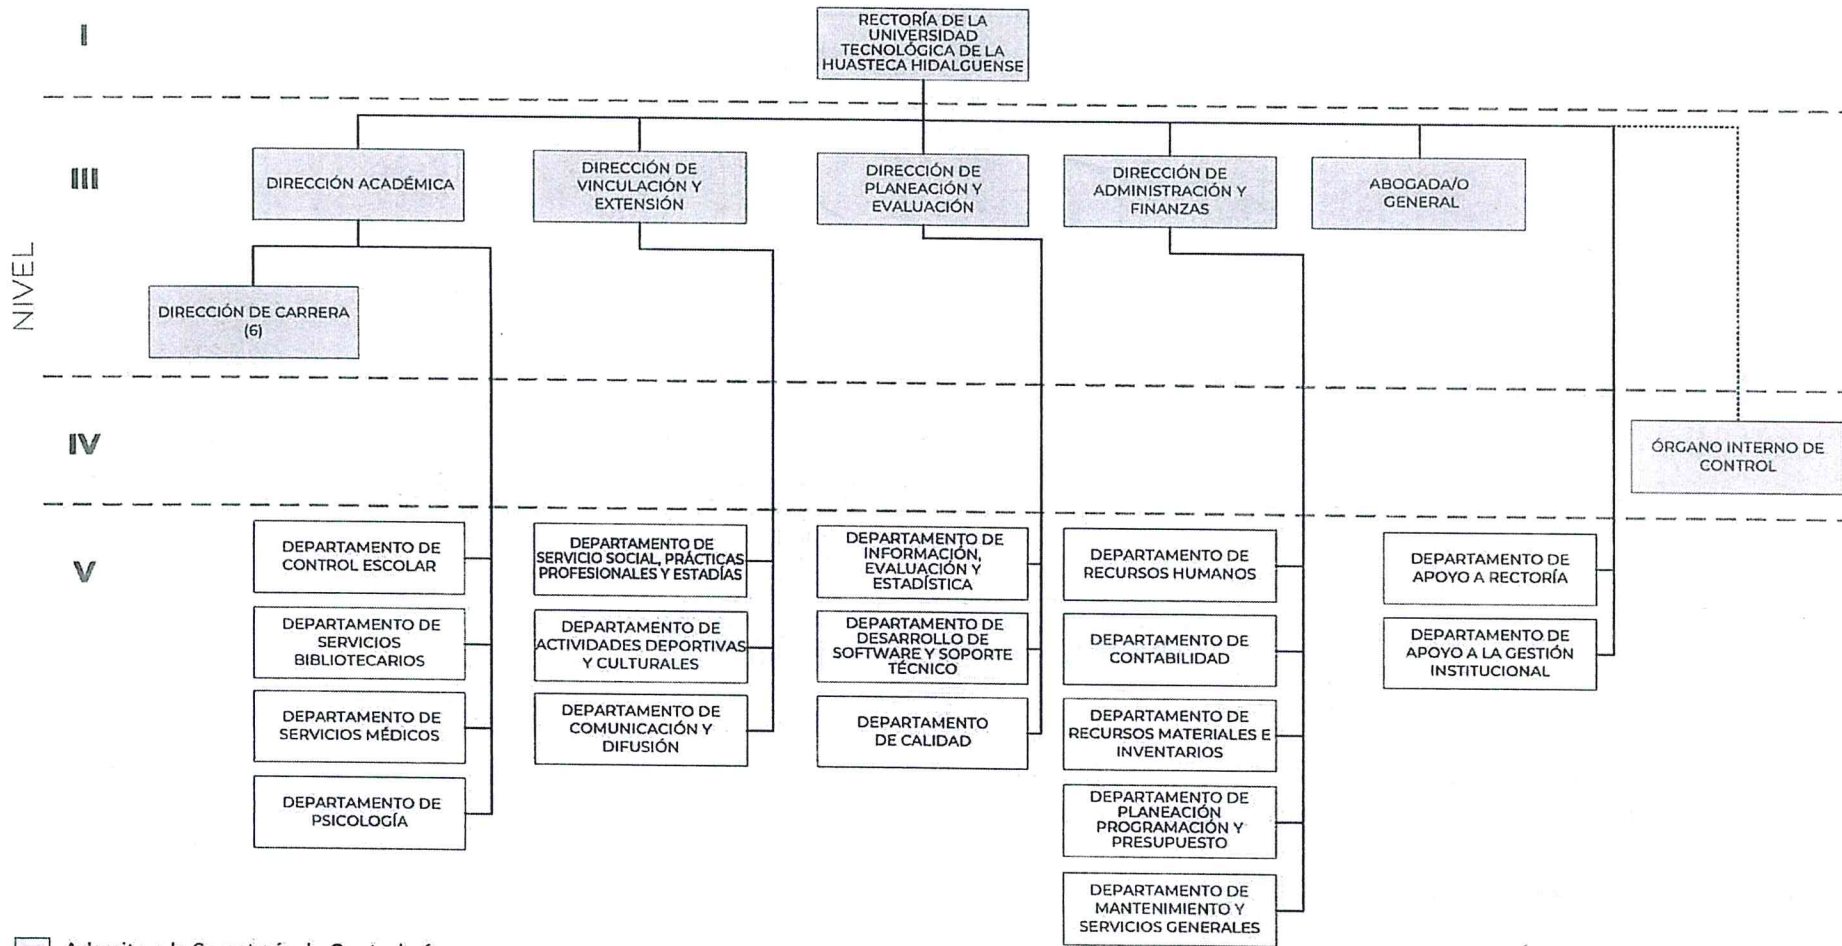 I
RECTORÍA DE LA
UNIVERSIDAD
TECNOLÓGICA DE LA
HUASTECA HIDALGUENSE
NIVEL
III
DIRECCIÓN ACADÉMICA
DIRECCIÓN DE
VINCULACIÓN Y
EXTENSIÓN
DIRECCIÓN DE
PLANEACIÓN Y
EVALUACIÓN
DIRECCIÓN DE
ADMINISTRACIÓN Y
FINANZAS
ABOGADA/O
GENERAL
DIRECCIÓN DE CARRERA
(6)
IV
ÓRGANO INTERNO DE
CONTROL
V
DEPARTAMENTO DE
CONTROL ESCOLAR
DEPARTAMENTO DE
SERVICIOS
BIBLIOTECARIOS
DEPARTAMENTO DE
SERVICIOS MÉDICOS
DEPARTAMENTO DE
PSICOLOGÍA
DEPARTAMENTO DE
SERVICIO SOCIAL, PRÁCTICAS
PROFESIONALES Y ESTADÍAS
DEPARTAMENTO DE
ACTIVIDADES DEPORTIVAS
Y CULTURALES
DEPARTAMENTO DE
COMUNICACIÓN Y
DIFUSIÓN
DEPARTAMENTO DE
INFORMACIÓN,
EVALUACIÓN Y
ESTADÍSTICA
DEPARTAMENTO DE
DESARROLLO DE
SOFTWARE Y SOPORTE
TÉCNICO
DEPARTAMENTO
DE CALIDAD
DEPARTAMENTO DE
RECURSOS HUMANOS
DEPARTAMENTO DE
CONTABILIDAD
DEPARTAMENTO DE
RECURSOS MATERIALES E
INVENTARIOS
DEPARTAMENTO DE
PLANEACIÓN
PROGRAMACIÓN Y
PRESUPUESTO
DEPARTAMENTO DE
MANTENIMIENTO Y
SERVICIOS GENERALES
DEPARTAMENTO DE
APOYO A RECTORÍA
DEPARTAMENTO DE
APOYO A LA GESTIÓN
INSTITUCIONAL